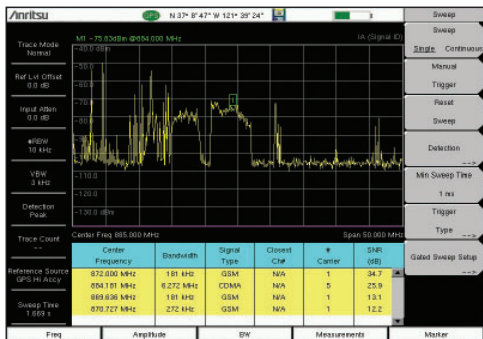 Anritsu
GPS
N 37° 8' 47" W 121° 39' 24"
Sweep
Trace Mode
Normal
Ref Lvl Offset
0.0 dB
Input Atten
0.0 dB
#RBW
10 kHz
VBW
3 kHz
Detection
Peak
Trace Count
--
Reference Source
GPS Hi Accy
Sweep Time
1.669 s
M1 -75.83dBm @884.000 MHz
IA (Signal ID)
-40.0 dBm
-110.0
-120.0
-130.0 dBm
1
Center Freq 885.000 MHz
Span 50.000 MHz
Center Frequency Bandwidth Signal Type Closest Ch# # Carrier SNR (dB)
872.000 MHz 181 kHz GSM N/A 1 34.7
884.181 MHz 6.272 MHz CDMA N/A 5 25.9
889.636 MHz 181 kHz GSM N/A 1 13.1
870.727 MHz 272 kHz GSM N/A 1 12.2
Sweep
Single Continuous
Manual
Trigger
Reset
Sweep
Detection
-->
Min Sweep Time
1 ms
Trigger
Type
-->
Gated Sweep Setup
-->
Freq
Amplitude
BW
Measurements
Marker